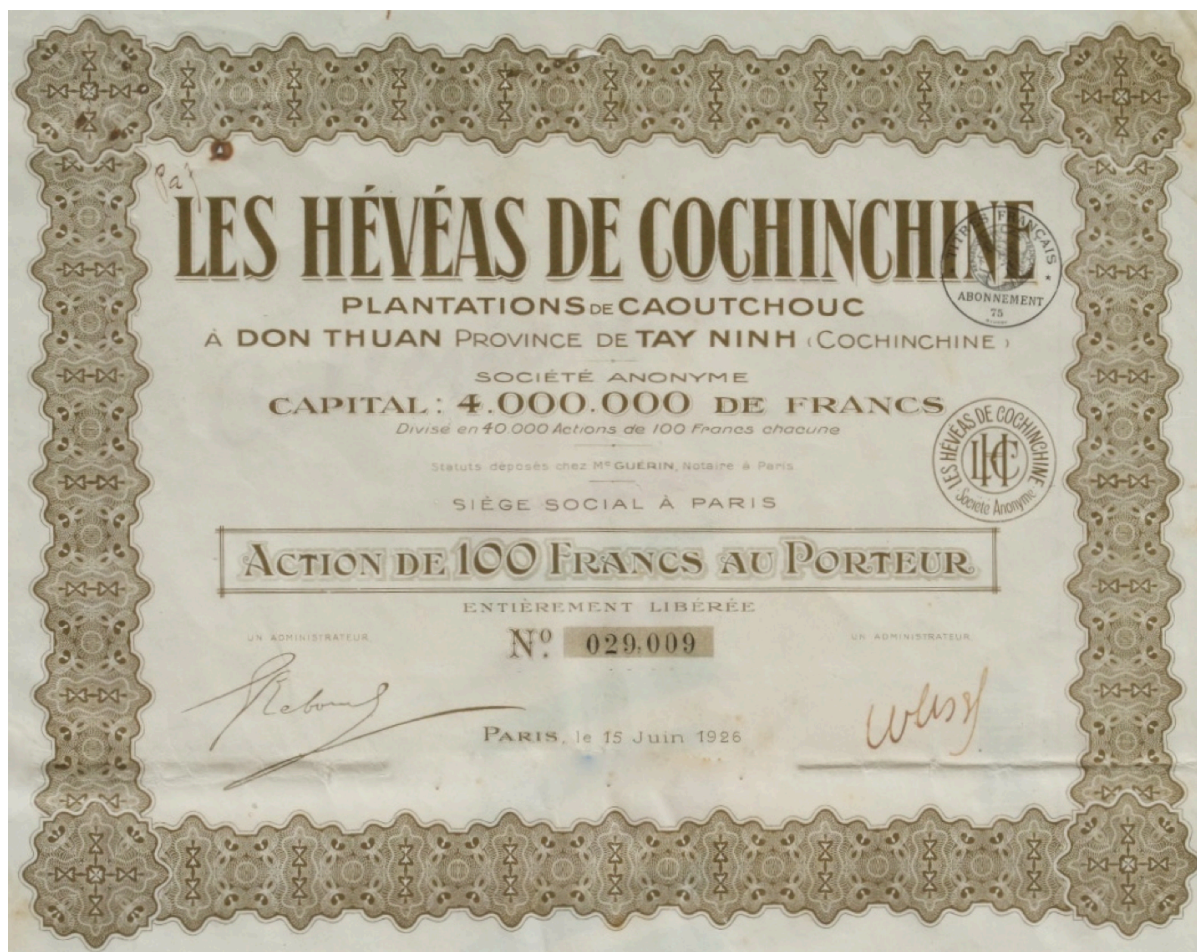 LES HÉVÉAS DE COCHINCHINE
TITRES FRANÇAIS
ABONNEMENT
75
PLANTATIONS DE CAOUTCHOUC
À DON THUAN PROVINCE DE TAY NINH (COCHINCHINE)
SOCIÉTÉ ANONYME
CAPITAL : 4.000.000 DE FRANCS
Divisé en 40 000 Actions de 100 Francs chacune
LES HÉVÉAS DE COCHINCHINE
LHC
Société Anonyme
Statuts déposés chez Me GUÉRIN, Notaire à Paris
SIÈGE SOCIAL À PARIS
ACTION DE 100 FRANCS AU PORTEUR
ENTIÈREMENT LIBÉRÉE
UN ADMINISTRATEUR
No. 029,009
UN ADMINISTRATEUR
PARIS, le 15 Juin 1926